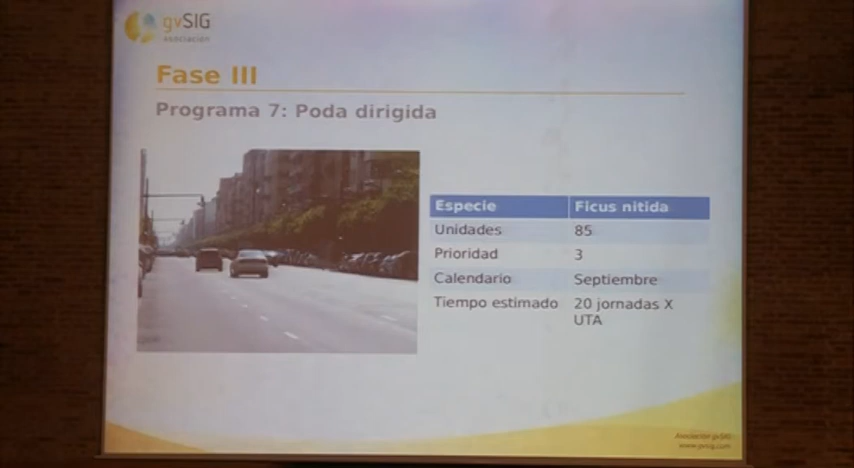 gvSIG
asociación
Fase III
Programa 7: Poda dirigida
Especie Ficus nitida
Unidades 85
Prioridad 3
Calendario Septiembre
Tiempo estimado 20 jornadas X
UTA
Asociación gvSIG
www.gvsig.com